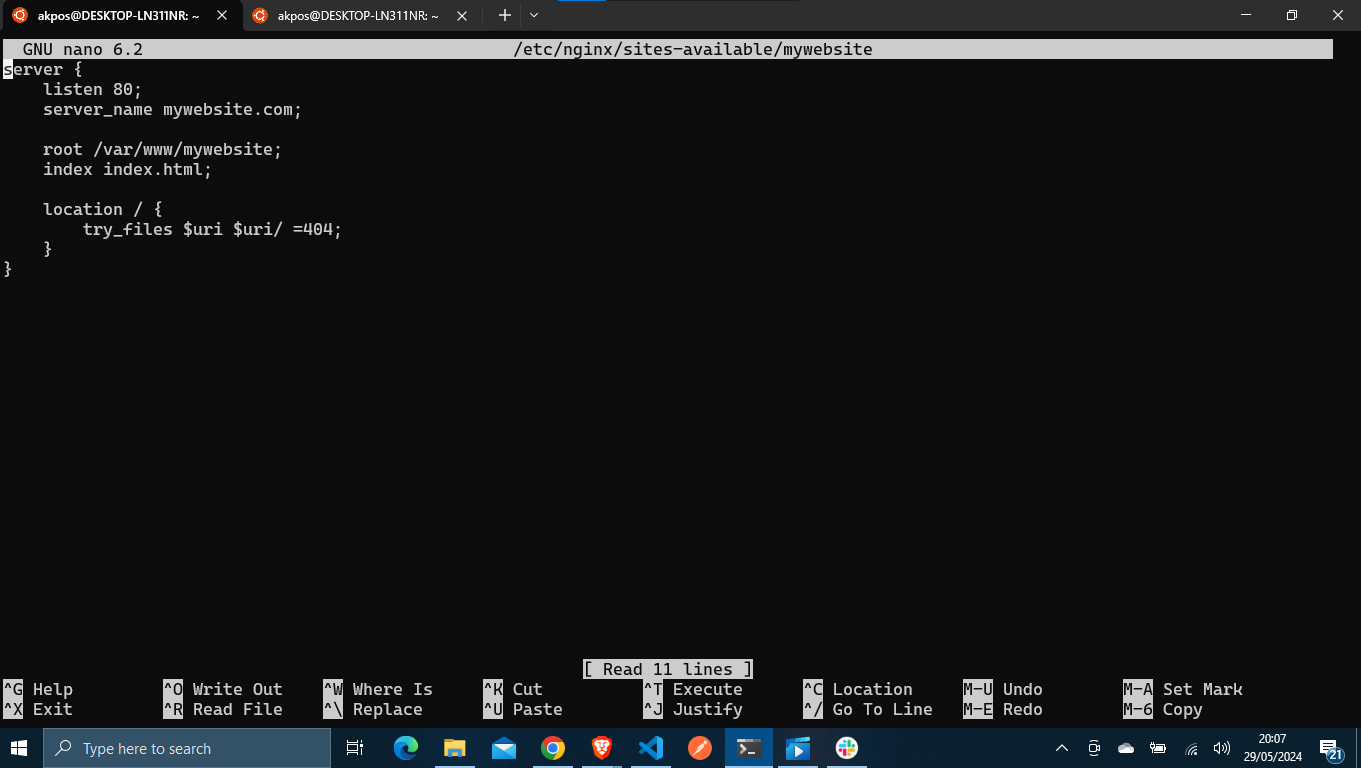 akpos@DESKTOP-LN311NR: ~ akpos@DESKTOP-LN311NR: ~
GNU nano 6.2 /etc/nginx/sites-available/mywebsite
server {
    listen 80;
    server_name mywebsite.com;

    root /var/www/mywebsite;
    index index.html;

    location / {
        try_files $uri $uri/ =404;
    }
}
[ Read 11 lines ]
^G Help ^O Write Out ^W Where Is ^K Cut ^T Execute ^C Location M-U Undo M-A Set Mark
^X Exit ^R Read File ^\ Replace ^U Paste ^J Justify ^/ Go To Line M-E Redo M-6 Copy
Type here to search
20:07
29/05/2024
21